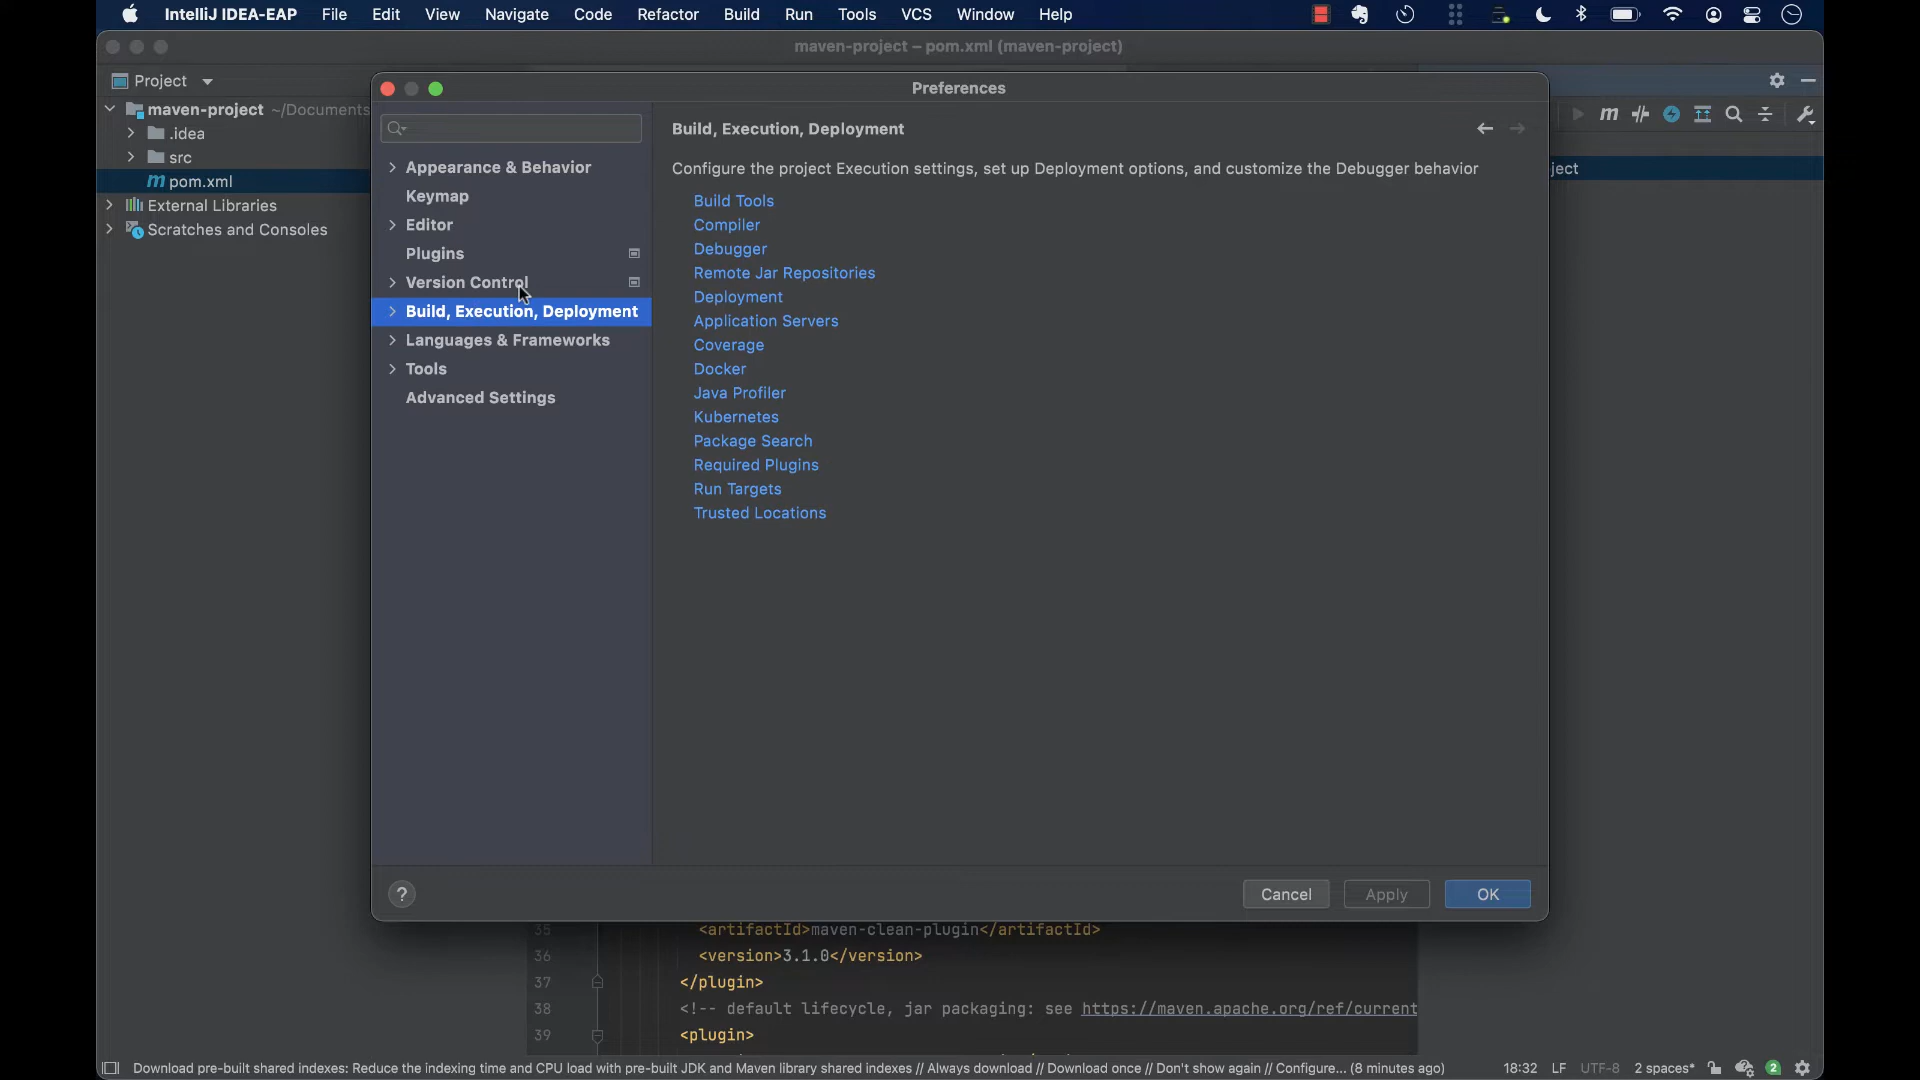 IntelliJ IDEA-EAP File Edit View Navigate Code Refactor Build Run Tools VCS Window Help
maven-project – pom.xml (maven-project)
Project
Preferences
maven-project ~/Documents
.idea
src
pom.xml
External Libraries
Scratches and Consoles
Appearance & Behavior
Keymap
Editor
Plugins
Version Control
Build, Execution, Deployment
Languages & Frameworks
Tools
Advanced Settings
Build, Execution, Deployment
Configure the project Execution settings, set up Deployment options, and customize the Debugger behavior
Build Tools
Compiler
Debugger
Remote Jar Repositories
Deployment
Application Servers
Coverage
Docker
Java Profiler
Kubernetes
Package Search
Required Plugins
Run Targets
Trusted Locations
ject
? Cancel Apply OK
35 <artifactId>maven-clean-plugin</artifactId>
36 <version>3.1.0</version>
37 </plugin>
38 <!-- default lifecycle, jar packaging: see https://maven.apache.org/ref/current
39 <plugin>
Download pre-built shared indexes: Reduce the indexing time and CPU load with pre-built JDK and Maven library shared indexes // Always download // Download once // Don't show again // Configure... (8 minutes ago) 18:32 LF UTF-8 2 spaces* 2